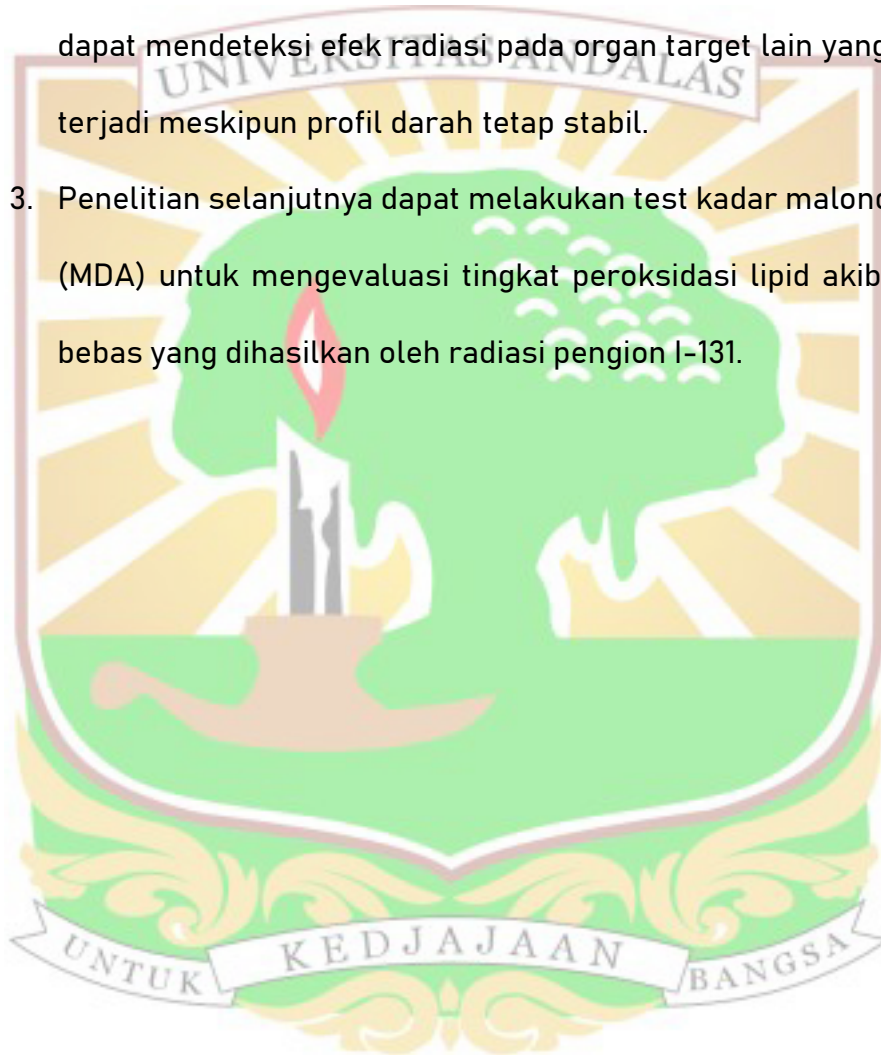 dapat mendeteksi efek radiasi pada organ target lain yang
UNIVERSITAS ANDALAS
terjadi meskipun profil darah tetap stabil.
3. Penelitian selanjutnya dapat melakukan test kadar malond
(MDA) untuk mengevaluasi tingkat peroksidasi lipid akib
bebas yang dihasilkan oleh radiasi pengion I-131.
UNTUK KEDJAJAAN BANGSA